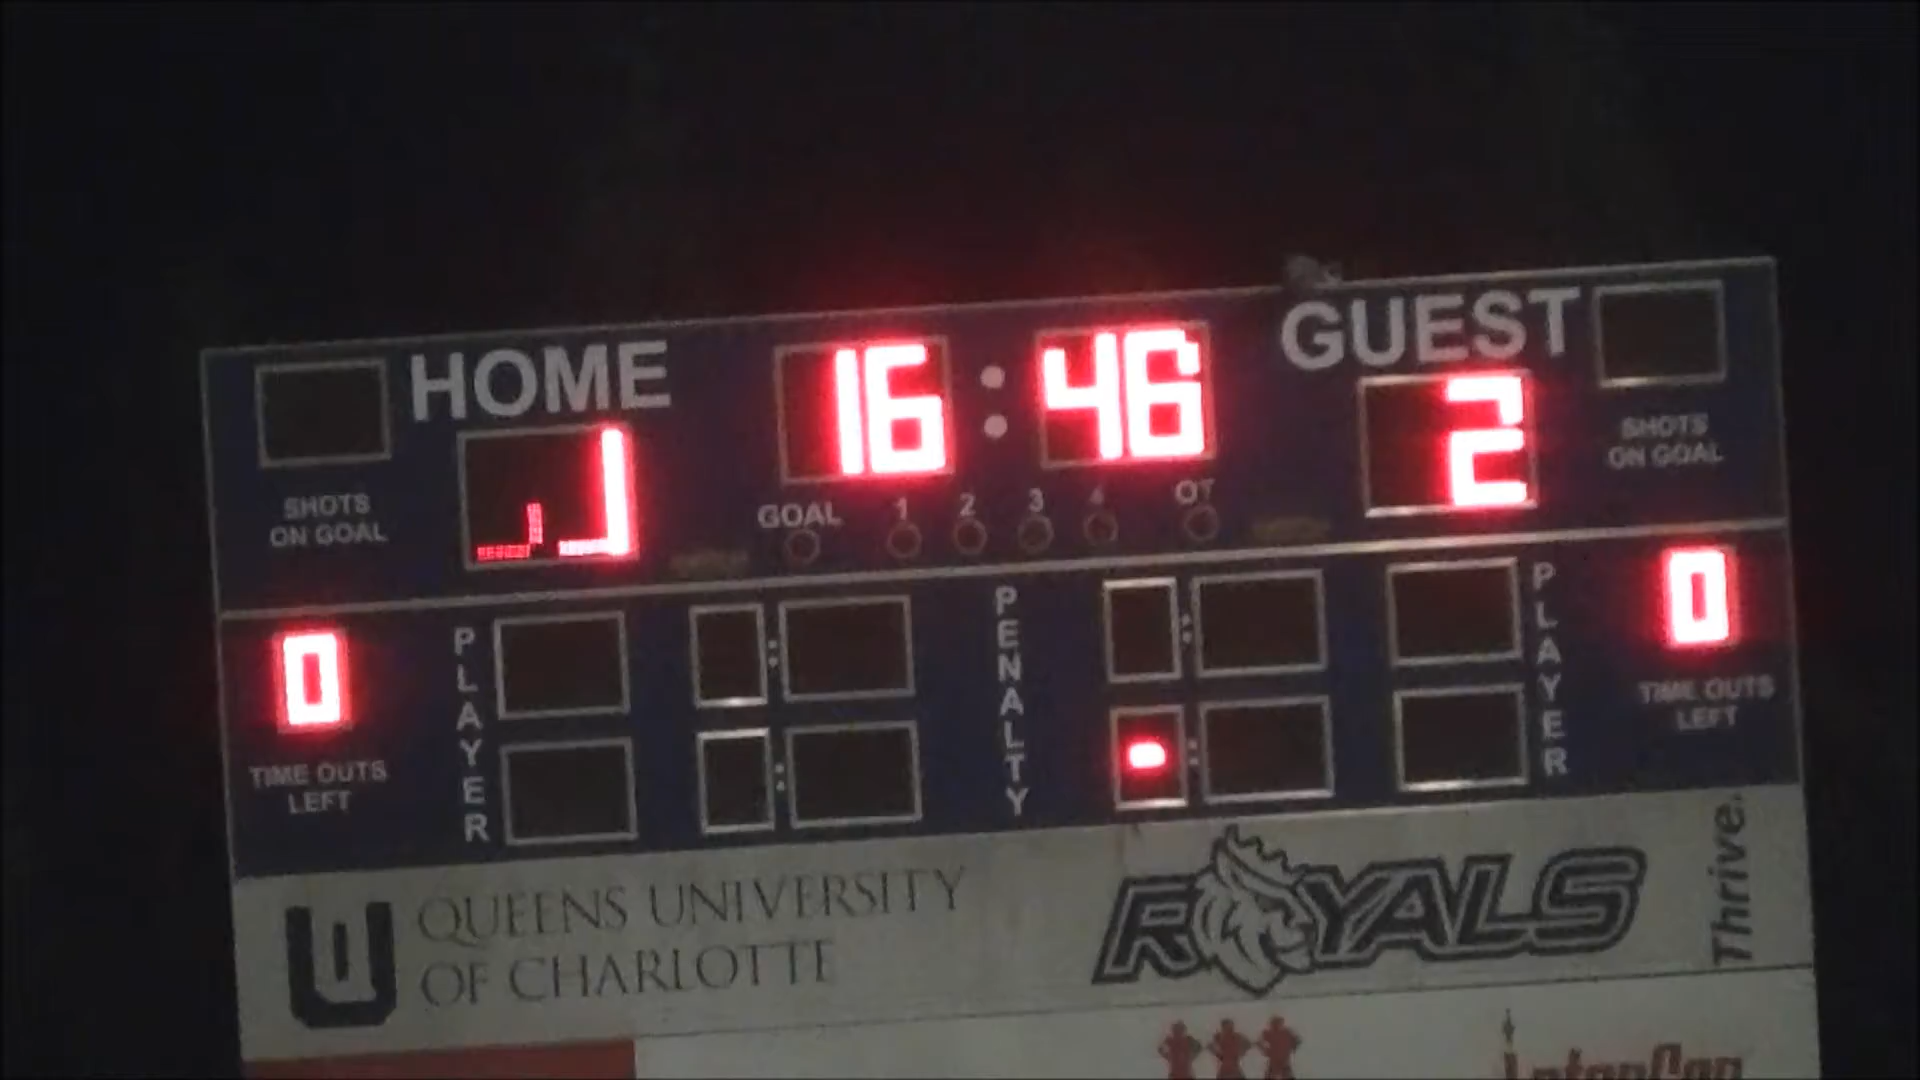 HOME 16:46 GUEST
1 2
SHOTS
ON GOAL
GOAL 1 2 3 4 OT
SHOTS
ON GOAL
0 0
TIME OUTS
LEFT
PLAYER
PENALTY
PLAYER
TIME OUTS
LEFT
QUEENS UNIVERSITY
OF CHARLOTTE
ROYALS
Thrive.